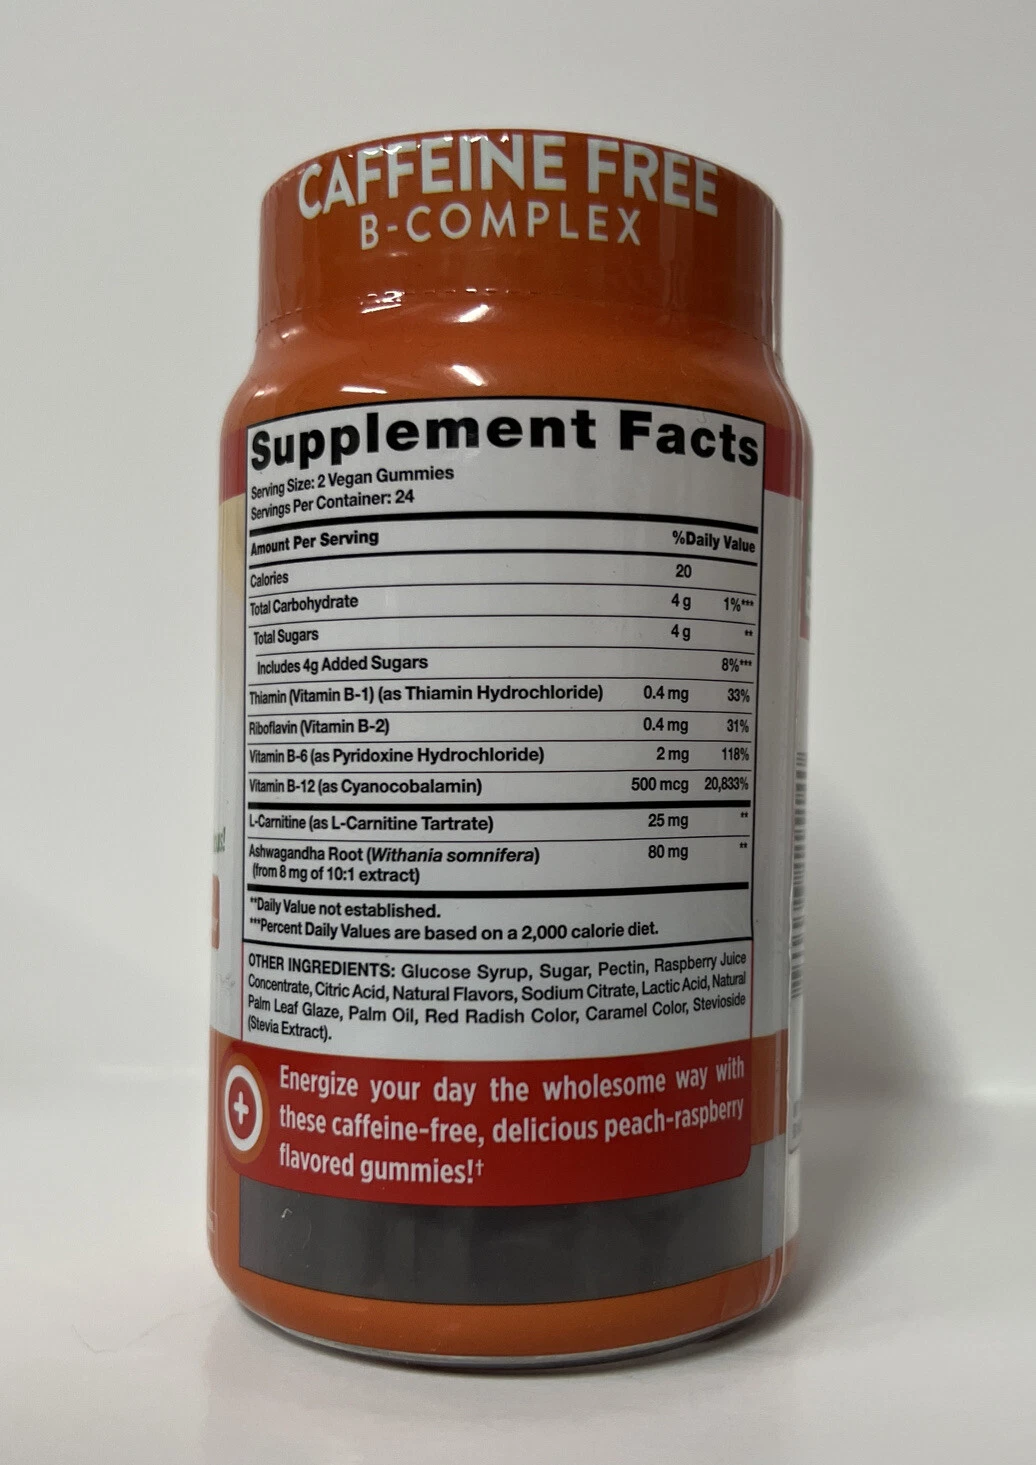 CAFFEINE FREE
B-COMPLEX
Supplement Facts
Serving Size: 2 Vegan Gummies
Servings Per Container: 24
Amount Per Serving %Daily Value
Calories 20
Total Carbohydrate 4 g 1%***
Total Sugars 4 g **
Includes 4g Added Sugars 8%***
Thiamin (Vitamin B-1) (as Thiamin Hydrochloride) 0.4 mg 33%
Riboflavin (Vitamin B-2) 0.4 mg 31%
Vitamin B-6 (as Pyridoxine Hydrochloride) 2 mg 118%
Vitamin B-12 (as Cyanocobalamin) 500 mcg 20,833%
L-Carnitine (as L-Carnitine Tartrate) 25 mg **
Ashwagandha Root (Withania somnifera) 80 mg **
(from 8 mg of 10:1 extract)
**Daily Value not established.
***Percent Daily Values are based on a 2,000 calorie diet.
OTHER INGREDIENTS: Glucose Syrup, Sugar, Pectin, Raspberry Juice
Concentrate, Citric Acid, Natural Flavors, Sodium Citrate, Lactic Acid, Natural
Palm Leaf Glaze, Palm Oil, Red Radish Color, Caramel Color, Stevioside
(Stevia Extract).
Energize your day the wholesome way with
these caffeine-free, delicious peach-raspberry
flavored gummies!†